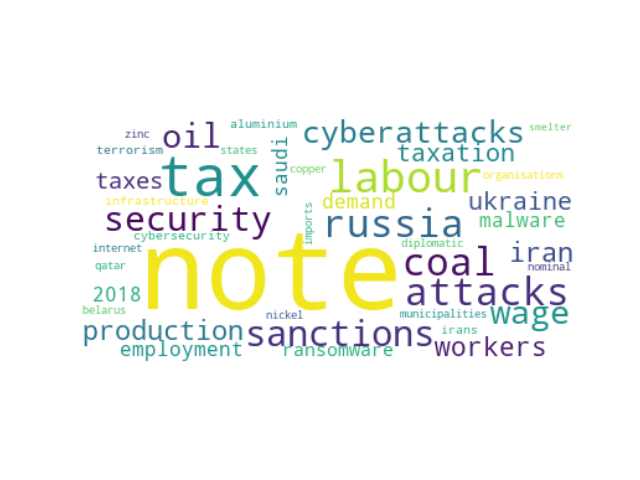 zinc
oil
aluminium
cyberattacks
smelter
terrorism
states
saudi
taxation
taxes
tax
copper
labour
organisations
infrastructure
demand
ukraine
security
russia
malware
cybersecurity
imports
internet
note
diplomatic
iran
qatar
coal
nominal
2018
attacks
belarus
nickel
municipalities
wage
production
sanctions
irans
employment
ransomware
workers